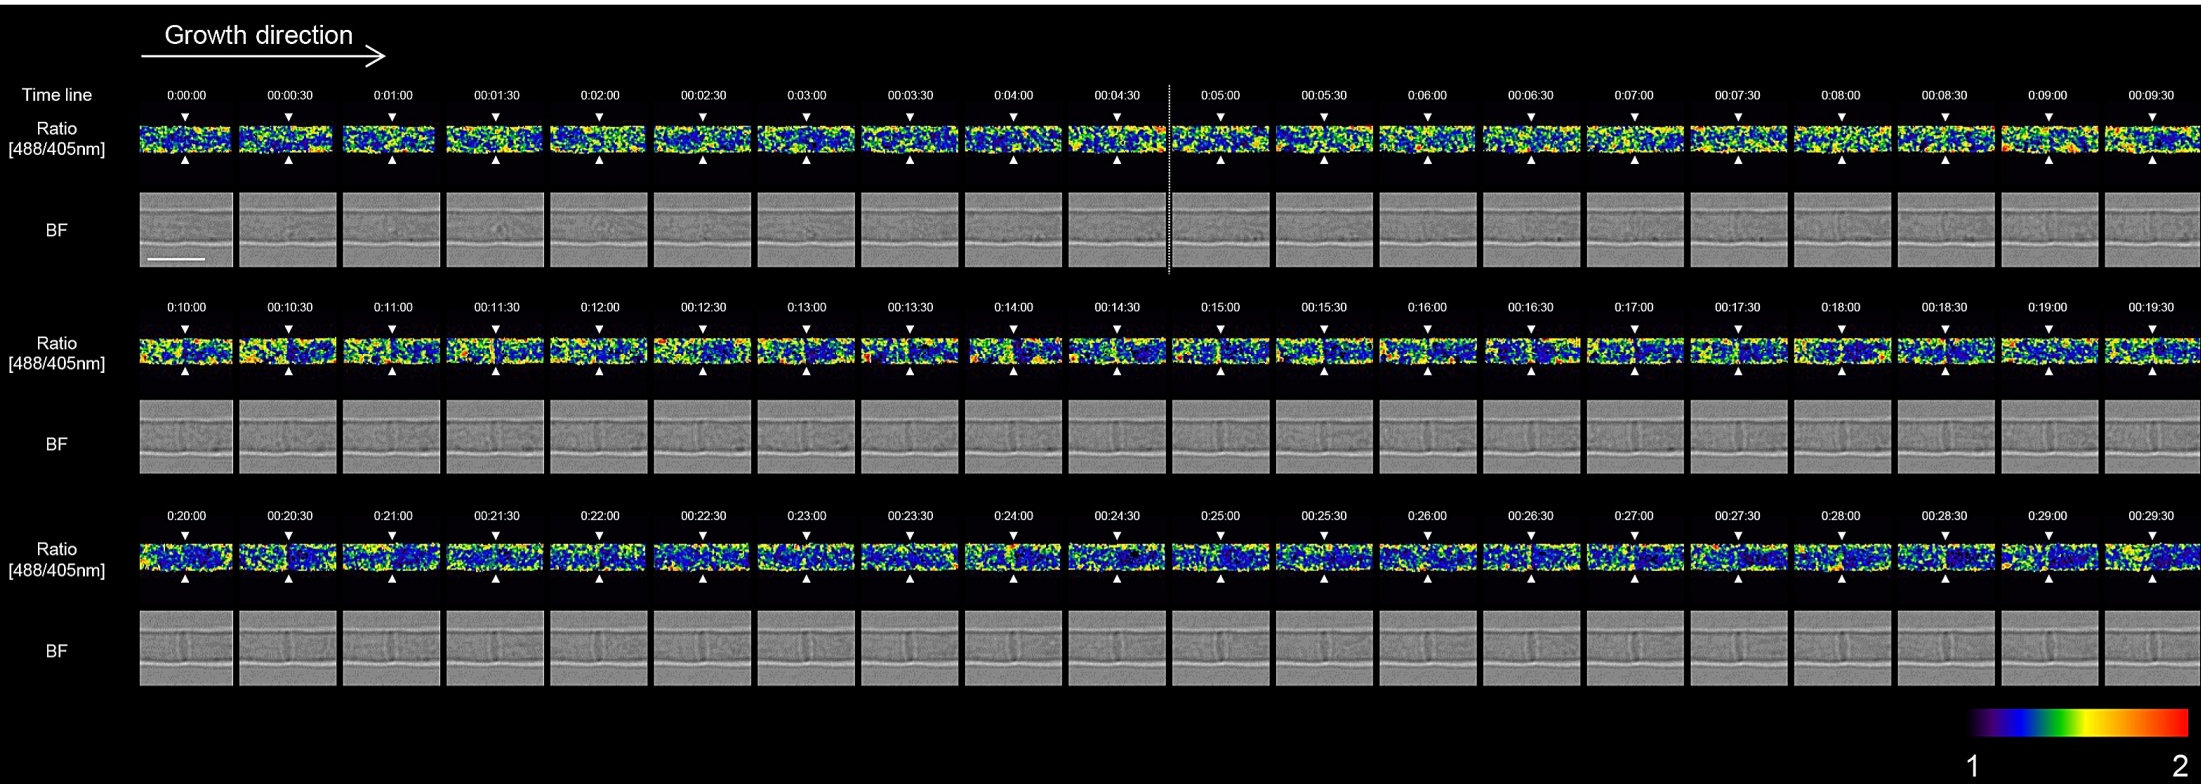 Growth direction
Time line 0:00:00 00:00:30 0:01:00 00:01:30 0:02:00 00:02:30 0:03:00 00:03:30 0:04:00 00:04:30 0:05:00 00:05:30 0:06:00 00:06:30 0:07:00 00:07:30 0:08:00 00:08:30 0:09:00 00:09:30
Ratio
[488/405nm]
BF
0:10:00 00:10:30 0:11:00 00:11:30 0:12:00 00:12:30 0:13:00 00:13:30 0:14:00 00:14:30 0:15:00 00:15:30 0:16:00 00:16:30 0:17:00 00:17:30 0:18:00 00:18:30 0:19:00 00:19:30
Ratio
[488/405nm]
BF
0:20:00 00:20:30 0:21:00 00:21:30 0:22:00 00:22:30 0:23:00 00:23:30 0:24:00 00:24:30 0:25:00 00:25:30 0:26:00 00:26:30 0:27:00 00:27:30 0:28:00 00:28:30 0:29:00 00:29:30
Ratio
[488/405nm]
BF
1 2